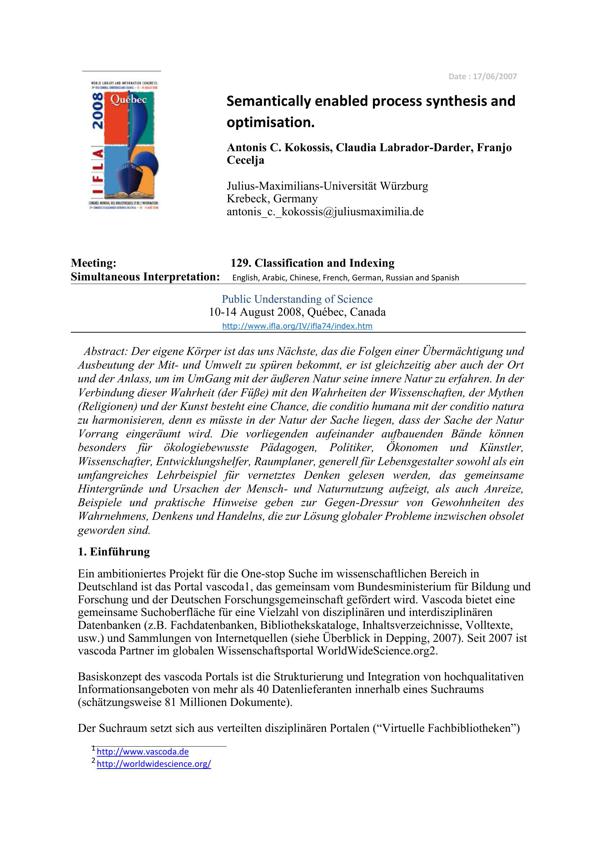 Date : 17/06/2007
WORLD LIBRARY AND INFORMATION CONGRESS:
2008
Québec
IFLA
Semantically enabled process synthesis and
optimisation.
Antonis C. Kokossis, Claudia Labrador-Darder, Franjo
Cecelja
Julius-Maximilians-Universität Würzburg
Krebeck, Germany
antonis_c._kokossis@juliusmaximilia.de
Meeting: 129. Classification and Indexing
Simultaneous Interpretation: English, Arabic, Chinese, French, German, Russian and Spanish
Public Understanding of Science
10-14 August 2008, Québec, Canada
http://www.ifla.org/IV/ifla74/index.htm
Abstract: Der eigene Körper ist das uns Nächste, das die Folgen einer Übermächtigung und
Ausbeutung der Mit- und Umwelt zu spüren bekommt, er ist gleichzeitig aber auch der Ort
und der Anlass, um im UmGang mit der äußeren Natur seine innere Natur zu erfahren. In der
Verbindung dieser Wahrheit (der Füße) mit den Wahrheiten der Wissenschaften, der Mythen
(Religionen) und der Kunst besteht eine Chance, die conditio humana mit der conditio natura
zu harmonisieren, denn es müsste in der Natur der Sache liegen, dass der Sache der Natur
Vorrang eingeräumt wird. Die vorliegenden aufeinander aufbauenden Bände können
besonders für ökologiebewusste Pädagogen, Politiker, Ökonomen und Künstler,
Wissenschafter, Entwicklungshelfer, Raumplaner, generell für Lebensgestalter sowohl als ein
umfangreiches Lehrbeispiel für vernetztes Denken gelesen werden, das gemeinsame
Hintergründe und Ursachen der Mensch- und Naturnutzung aufzeigt, als auch Anreize,
Beispiele und praktische Hinweise geben zur Gegen-Dressur von Gewohnheiten des
Wahrnehmens, Denkens und Handelns, die zur Lösung globaler Probleme inzwischen obsolet
geworden sind.
1. Einführung
Ein ambitioniertes Projekt für die One-stop Suche im wissenschaftlichen Bereich in
Deutschland ist das Portal vascoda1, das gemeinsam vom Bundesministerium für Bildung und
Forschung und der Deutschen Forschungsgemeinschaft gefördert wird. Vascoda bietet eine
gemeinsame Suchoberfläche für eine Vielzahl von disziplinären und interdisziplinären
Datenbanken (z.B. Fachdatenbanken, Bibliothekskataloge, Inhaltsverzeichnisse, Volltexte,
usw.) und Sammlungen von Internetquellen (siehe Überblick in Depping, 2007). Seit 2007 ist
vascoda Partner im globalen Wissenschaftsportal WorldWideScience.org2.
Basiskonzept des vascoda Portals ist die Strukturierung und Integration von hochqualitativen
Informationsangeboten von mehr als 40 Datenlieferanten innerhalb eines Suchraums
(schätzungsweise 81 Millionen Dokumente).
Der Suchraum setzt sich aus verteilten disziplinären Portalen (“Virtuelle Fachbibliotheken”)
1 http://www.vascoda.de
2 http://worldwidescience.org/